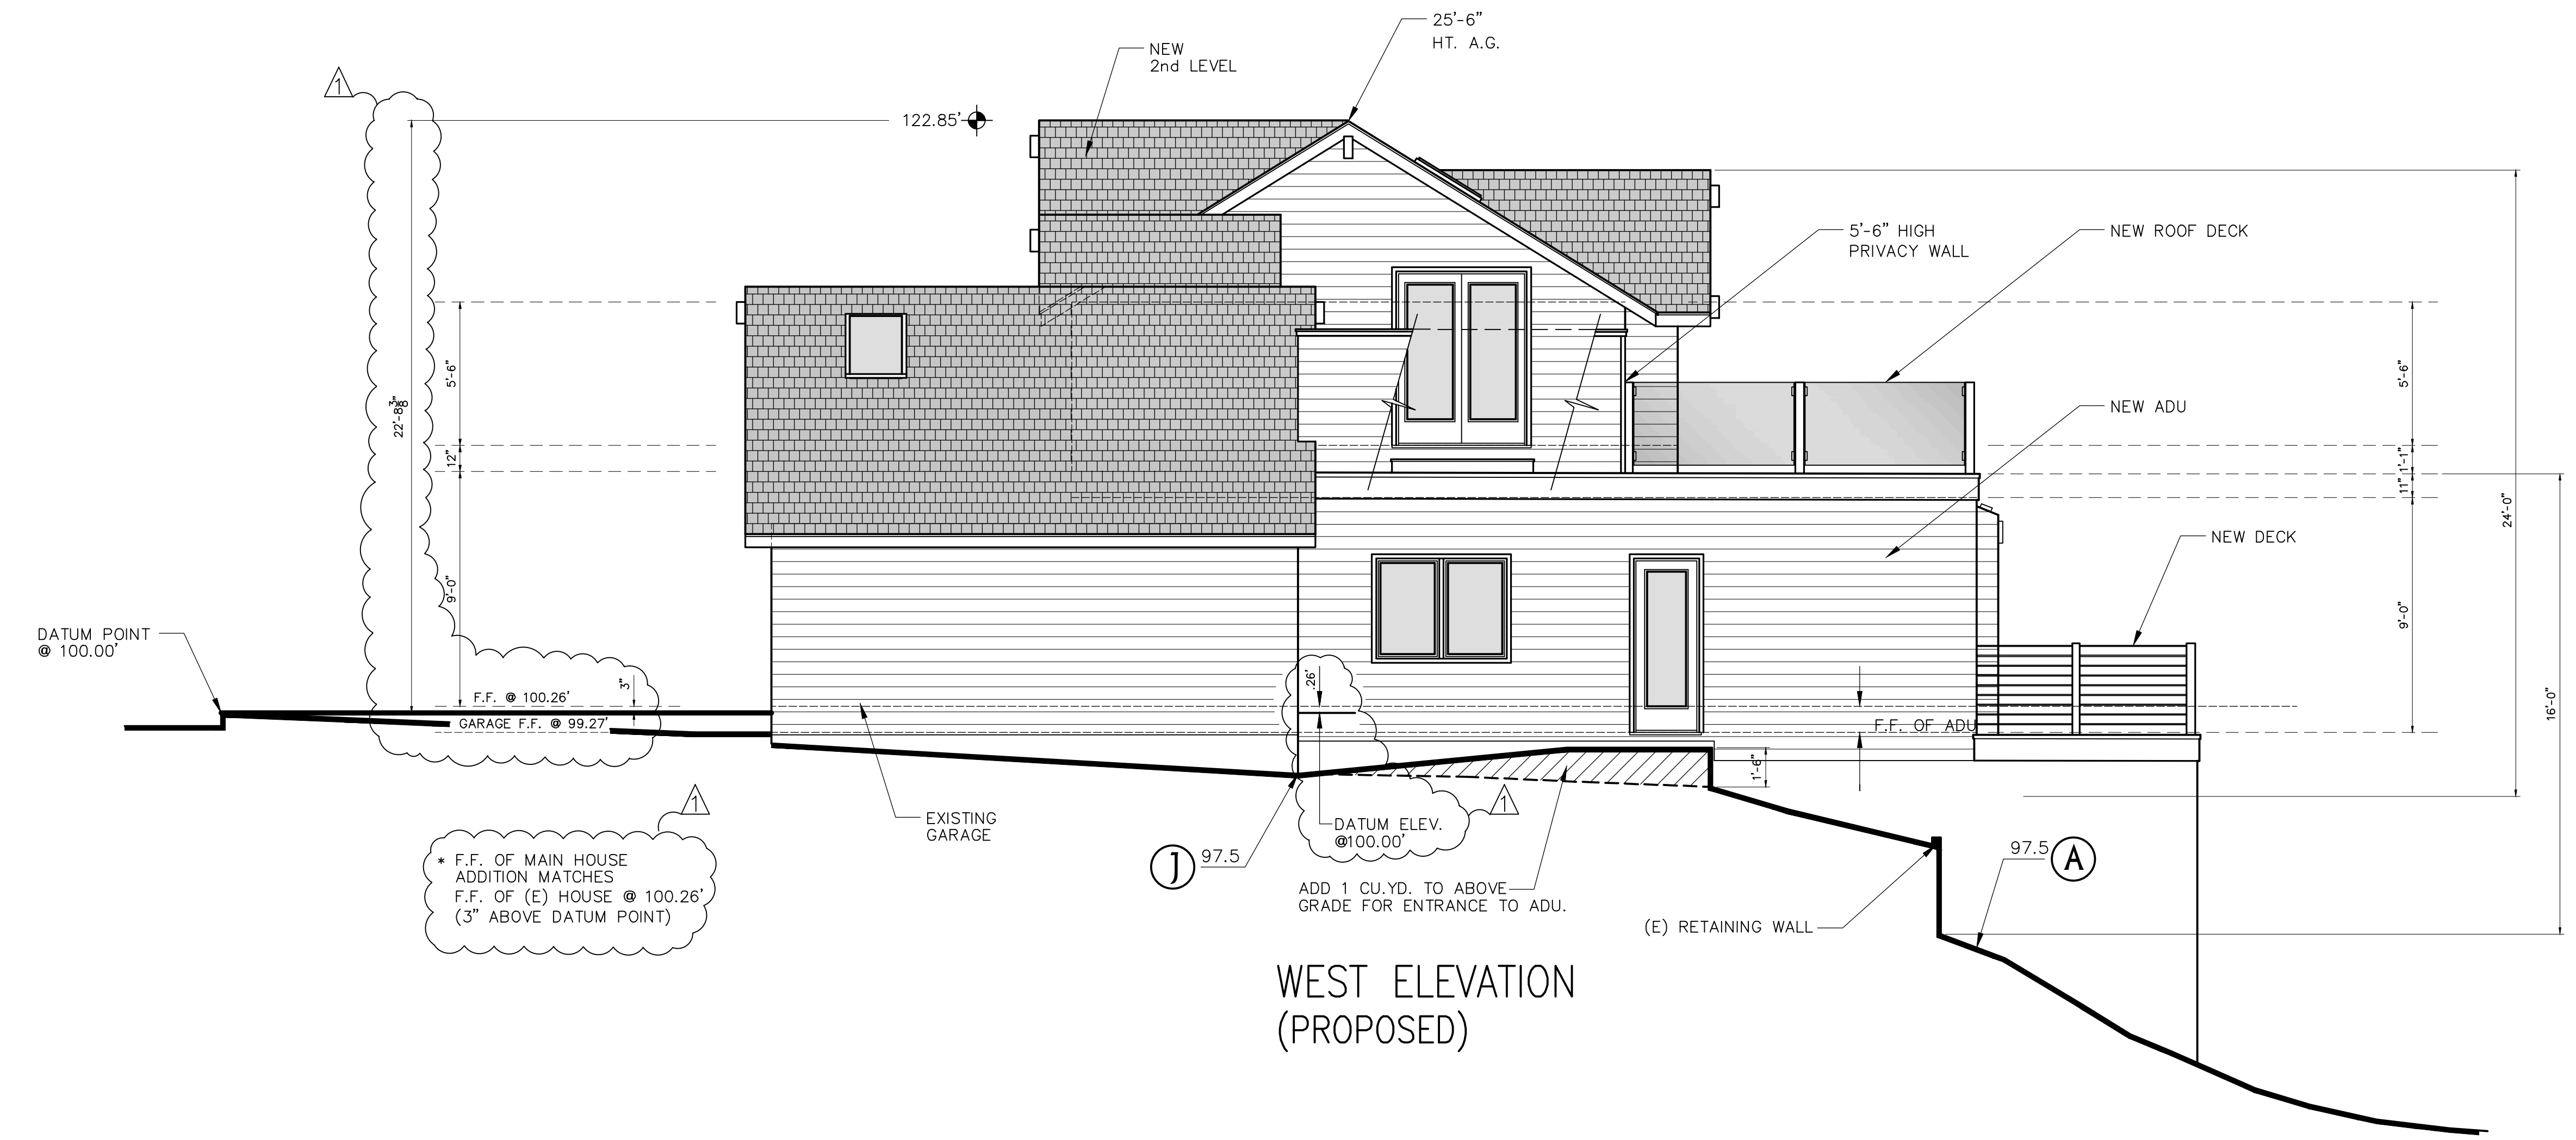 25'-6"
HT. A.G.
NEW
2nd LEVEL
1
122.85'
5'-6" HIGH
PRIVACY WALL
NEW ROOF DECK
5'-6"
22'-8 3/8"
12"
9'-0"
5'-6"
1'-1"
11"
24'-0"
9'-0"
16'-0"
NEW ADU
NEW DECK
DATUM POINT
@ 100.00'
F.F. @ 100.26'
3"
GARAGE F.F. @ 99.27'
.26'
F.F. OF ADU
1'-6"
1
EXISTING
GARAGE
1
DATUM ELEV.
@100.00'
J
97.5
97.5
A
* F.F. OF MAIN HOUSE
ADDITION MATCHES
F.F. OF (E) HOUSE @ 100.26'
(3" ABOVE DATUM POINT)
ADD 1 CU.YD. TO ABOVE
GRADE FOR ENTRANCE TO ADU.
(E) RETAINING WALL
WEST ELEVATION
(PROPOSED)